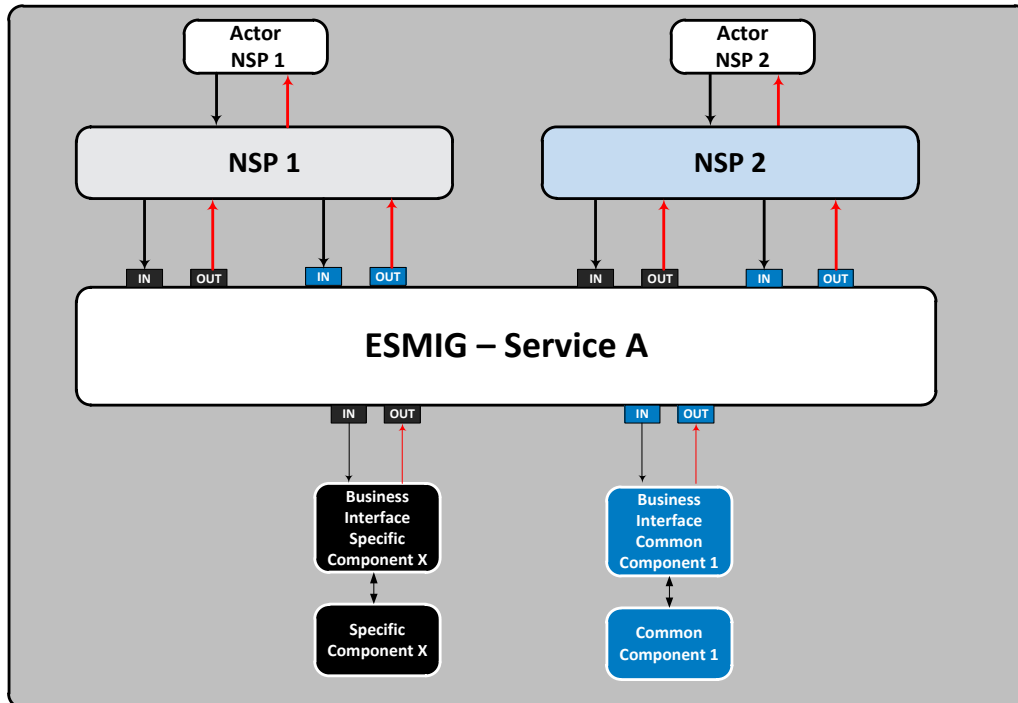 Actor
NSP 1
Actor
NSP 2
NSP 1
NSP 2
IN
OUT
IN
OUT
IN
OUT
IN
OUT
ESMIG – Service A
IN
OUT
IN
OUT
Business
Interface
Specific
Component X
Business
Interface
Common
Component 1
Specific
Component X
Common
Component 1